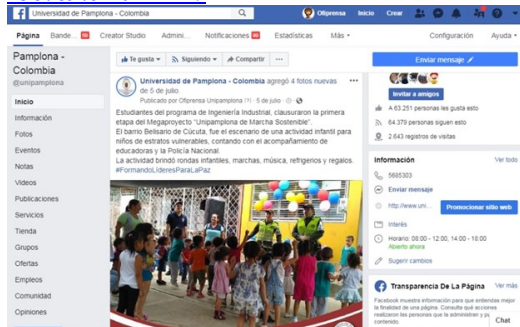 Universidad de Pamplona - Colombia
Ofiprensa Inicio Crear
Página Bande... Creator Studio Admini... Notificaciones Estadísticas Más Configuración Ayuda
Pamplona - Colombia
@unipamplona
Inicio
Información
Fotos
Eventos
Notas
Videos
Publicaciones
Servicios
Tienda
Grupos
Ofertas
Empleos
Comunidad
Opiniones
Te gusta Siguiendo Compartir ...
Universidad de Pamplona - Colombia agregó 4 fotos nuevas de 5 de julio.
Publicado por Ofiprensa Unipamplona [?] · 5 de julio ·
Estudiantes del programa de Ingeniería Industrial, clausuraron la primera
etapa del Megaproyecto "Unipamplona de Marcha Sostenible".
El barrio Belisario de Cúcuta, fue el escenario de una actividad infantil para
niños de estratos vulnerables, contando con el acompañamiento de
educadoras y la Policía Nacional.
La actividad brindó rondas infantiles, marchas, música, refrigerios y regalos.
#FormandoLíderesParaLaPaz
Enviar mensaje
Invitar a amigos
A 63.251 personas les gusta esto
64.379 personas siguen esto
2.643 registros de visitas
Información Ver todo
5685303
Enviar mensaje
http://www.uni... Promocionar sitio web
Interés
Horario: 08:00 - 12:00, 14:00 - 18:00
Abierto ahora
Sugerir cambios
Transparencia De La Página Ver más
Facebook muestra información para que entiendas mejor
la finalidad de una página. Consulta qué acciones
realizaron las personas que la administran y
contenido.
Chat